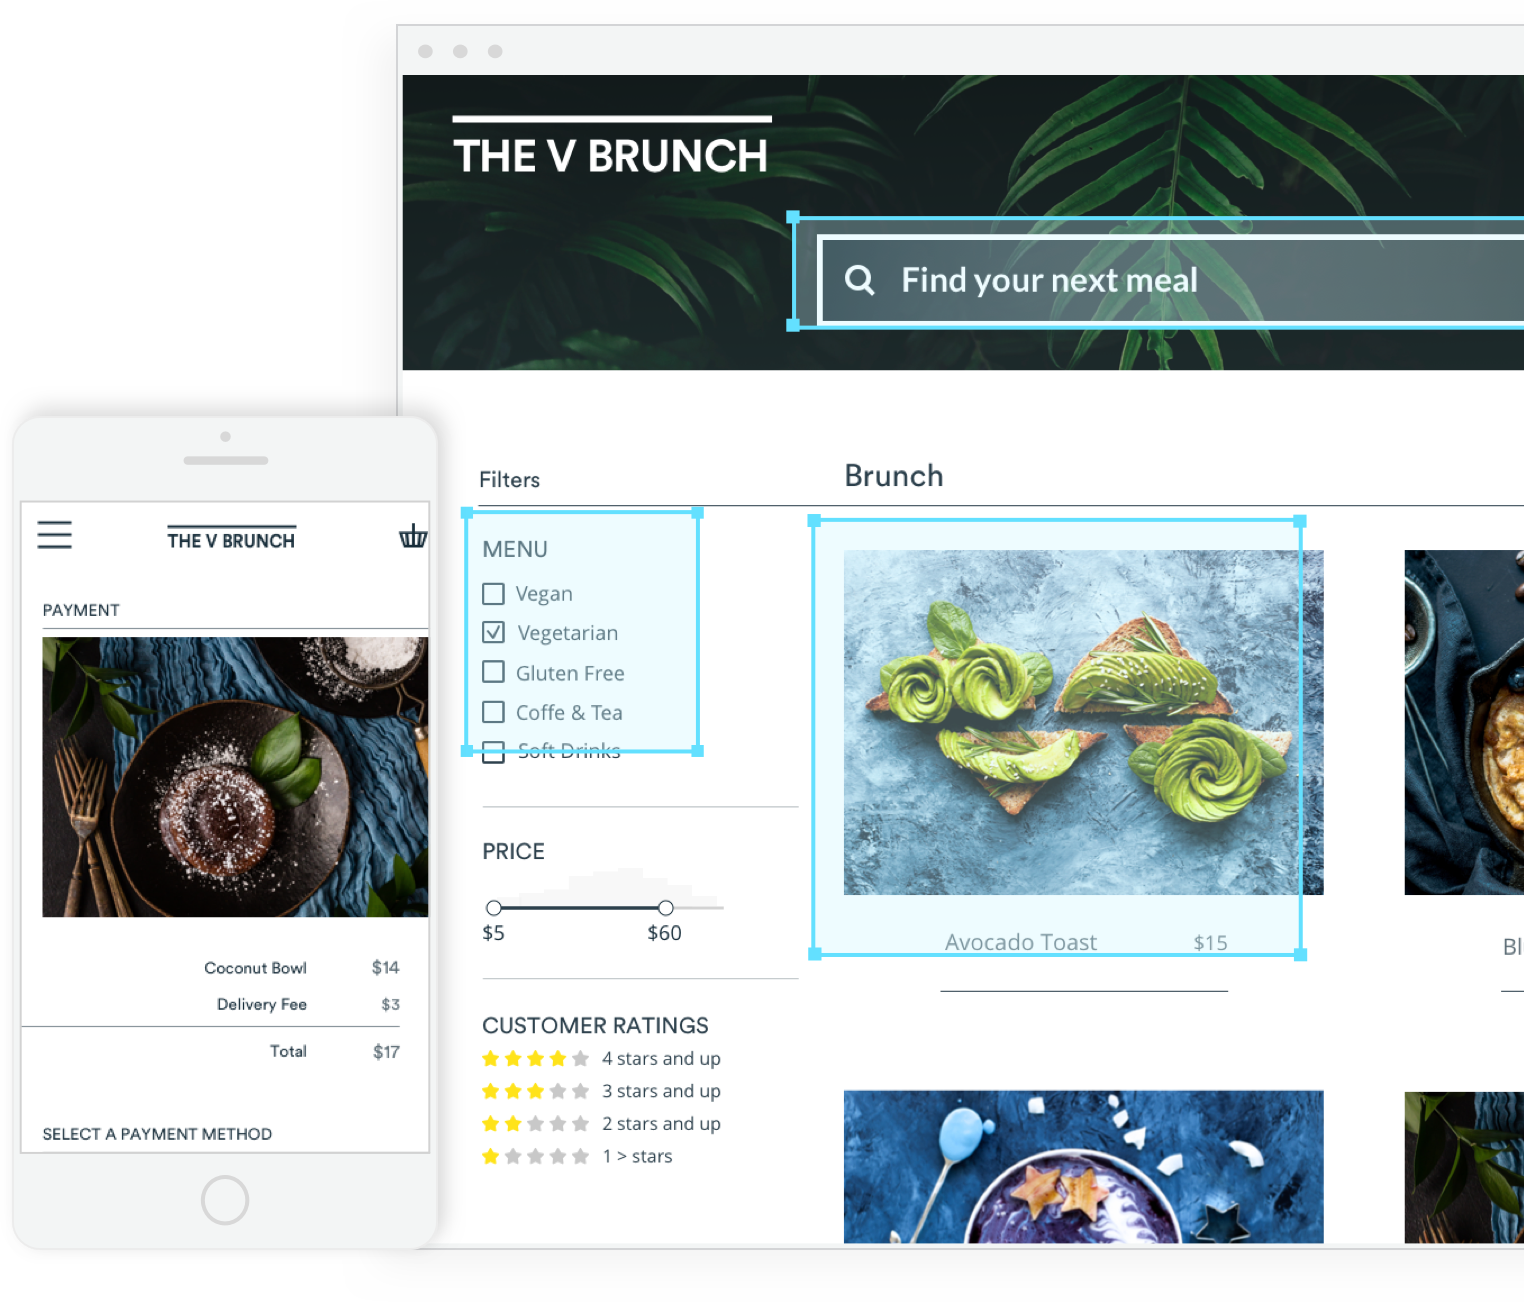 THE V BRUNCH
Find your next meal
Filters
Brunch
MENU
Vegan
Vegetarian
Gluten Free
Coffe & Tea
Soft Drinks
PRICE
$5 $60
CUSTOMER RATINGS
4 stars and up
3 stars and up
2 stars and up
1 > stars
Avocado Toast $15
Bl
THE V BRUNCH
PAYMENT
Coconut Bowl $14
Delivery Fee $3
Total $17
SELECT A PAYMENT METHOD